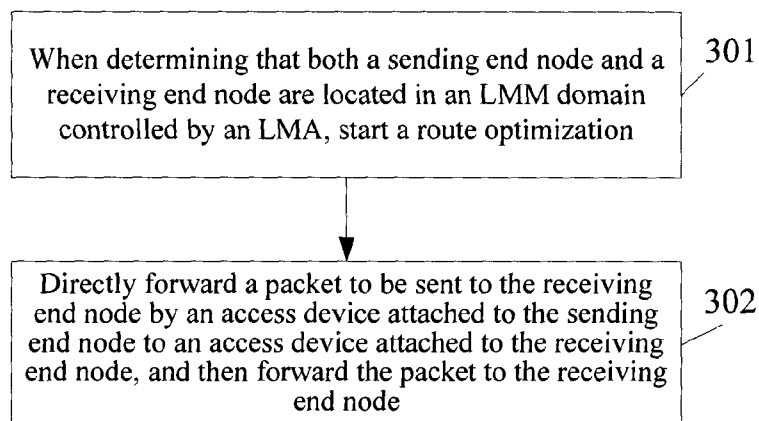 When determining that both a sending end node and a
receiving end node are located in an LMM domain
controlled by an LMA, start a route optimization
301
Directly forward a packet to be sent to the receiving
end node by an access device attached to the sending
end node to an access device attached to the receiving
end node, and then forward the packet to the receiving
end node
302